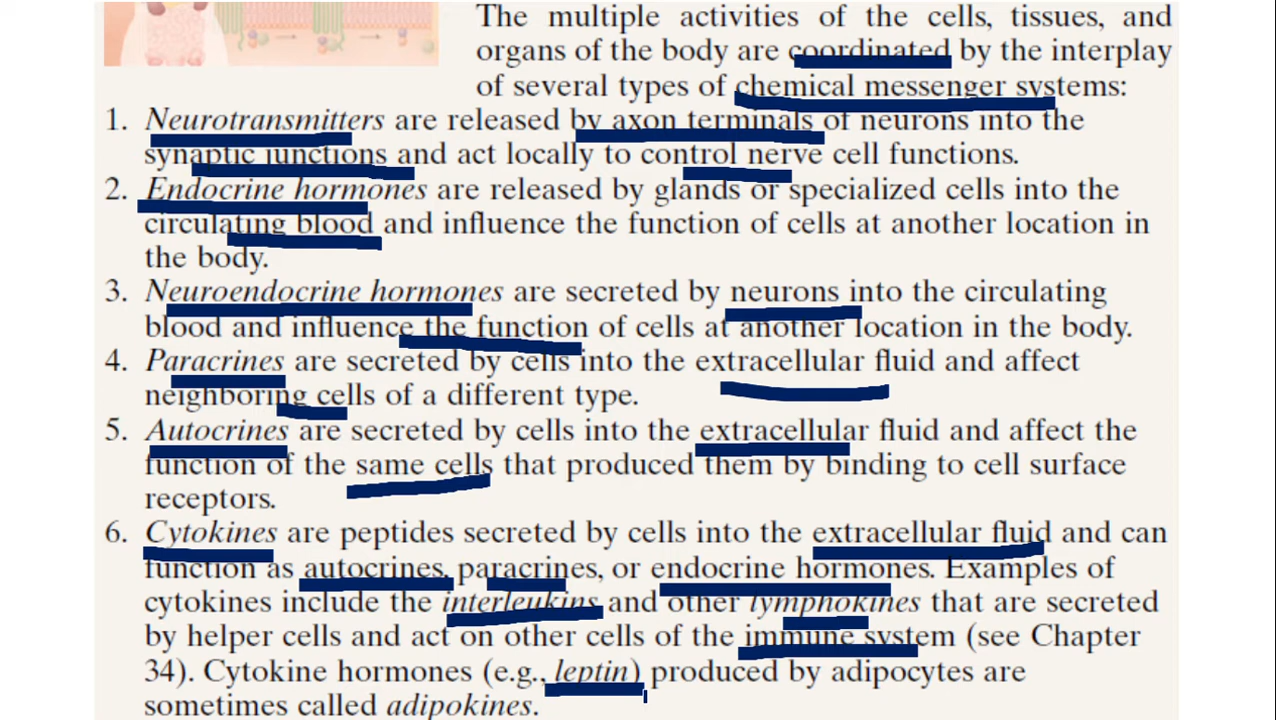 The multiple activities of the cells, tissues, and
organs of the body are coordinated by the interplay
of several types of chemical messenger systems:
1. Neurotransmitters are released by axon terminals of neurons into the
synaptic junctions and act locally to control nerve cell functions.
2. Endocrine hormones are released by glands or specialized cells into the
circulating blood and influence the function of cells at another location in
the body.
3. Neuroendocrine hormones are secreted by neurons into the circulating
blood and influence the function of cells at another location in the body.
4. Paracrines are secreted by cells into the extracellular fluid and affect
neighboring cells of a different type.
5. Autocrines are secreted by cells into the extracellular fluid and affect the
function of the same cells that produced them by binding to cell surface
receptors.
6. Cytokines are peptides secreted by cells into the extracellular fluid and can
function as autocrines, paracrines, or endocrine hormones. Examples of
cytokines include the interleukins and other lymphokines that are secreted
by helper cells and act on other cells of the immune system (see Chapter
34). Cytokine hormones (e.g., leptin) produced by adipocytes are
sometimes called adipokines.